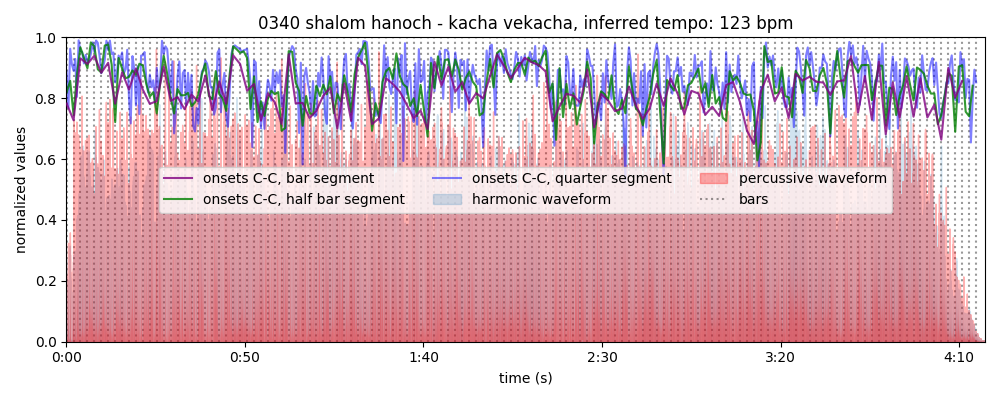 0340 shalom hanoch - kacha vekacha, inferred tempo: 123 bpm
normalized values
1.0
0.8
0.6
0.4
0.2
0.0
onsets C-C, bar segment
onsets C-C, half bar segment
onsets C-C, quarter segment
harmonic waveform
percussive waveform
bars
0:00 0:50 1:40 2:30 3:20 4:10
time (s)